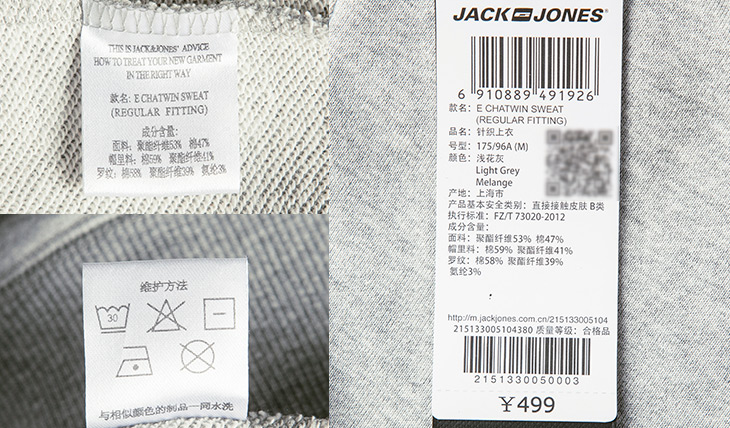 THIS IS JACK&JONES' ADVICE
HOW TO TREAT YOUR NEW GARMENT
IN THE RIGHT WAY
款名: E CHATWIN SWEAT
(REGULAR FITTING)
成份含量:
面料: 聚酯纤维53% 棉47%
帽里料: 棉59% 聚酯纤维41%
罗纹: 棉58% 聚酯纤维39% 氨纶3%
维护方法
30
与相似颜色的制品一同水洗
JACK JONES®
6 910889 491926
款名: E CHATWIN SWEAT
(REGULAR FITTING)
品名: 针织上衣
号型: 175/96A (M)
颜色: 浅花灰
Light Grey
Melange
产地: 上海市
产品基本安全类别: 直接接触皮肤 B类
执行标准: FZ/T 73020-2012
成分含量:
面料: 聚酯纤维53% 棉47%
帽里料: 棉59% 聚酯纤维41%
罗纹: 棉58% 聚酯纤维39%
氨纶3%
http://m.jackjones.com.cn/215133005104
215133005104380 质量等级: 合格品
2151330050003
¥499